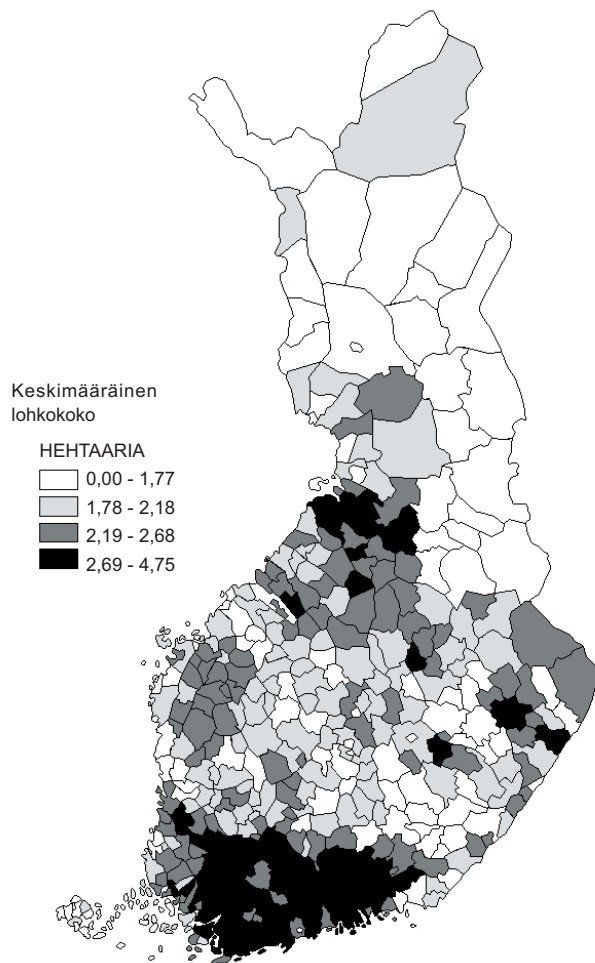 Keskimääräinen
lohkokoko
HEHTAARIA
0,00 - 1,77
1,78 - 2,18
2,19 - 2,68
2,69 - 4,75